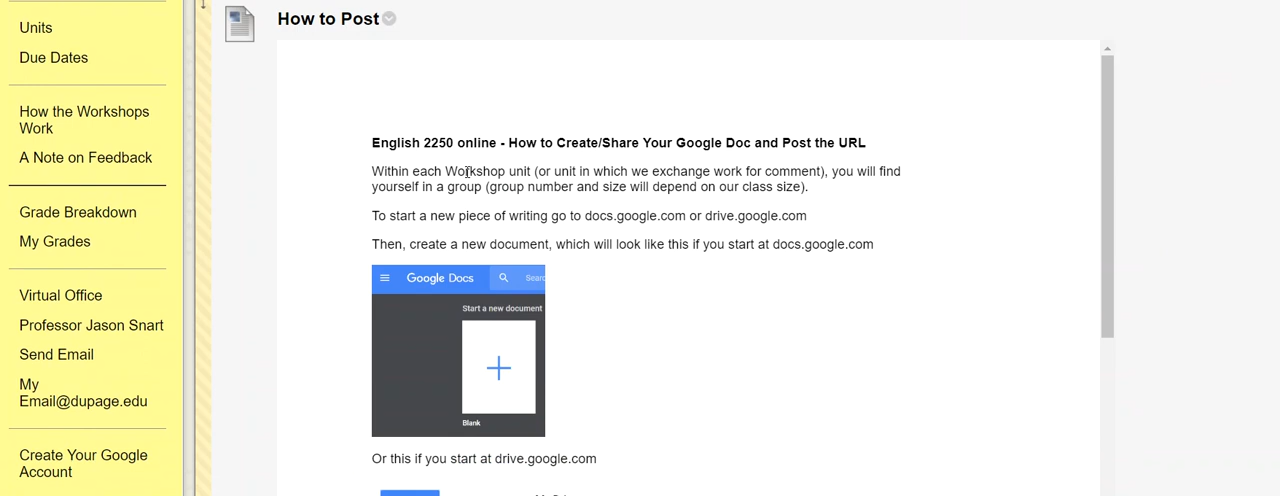 Units
Due Dates
How the Workshops
Work
A Note on Feedback
Grade Breakdown
My Grades
Virtual Office
Professor Jason Snart
Send Email
My
Email@dupage.edu
Create Your Google
Account
How to Post
English 2250 online - How to Create/Share Your Google Doc and Post the URL
Within each Workshop unit (or unit in which we exchange work for comment), you will find
yourself in a group (group number and size will depend on our class size).
To start a new piece of writing go to docs.google.com or drive.google.com
Then, create a new document, which will look like this if you start at docs.google.com
Google Docs
Searc
Start a new document
Blank
Or this if you start at drive.google.com